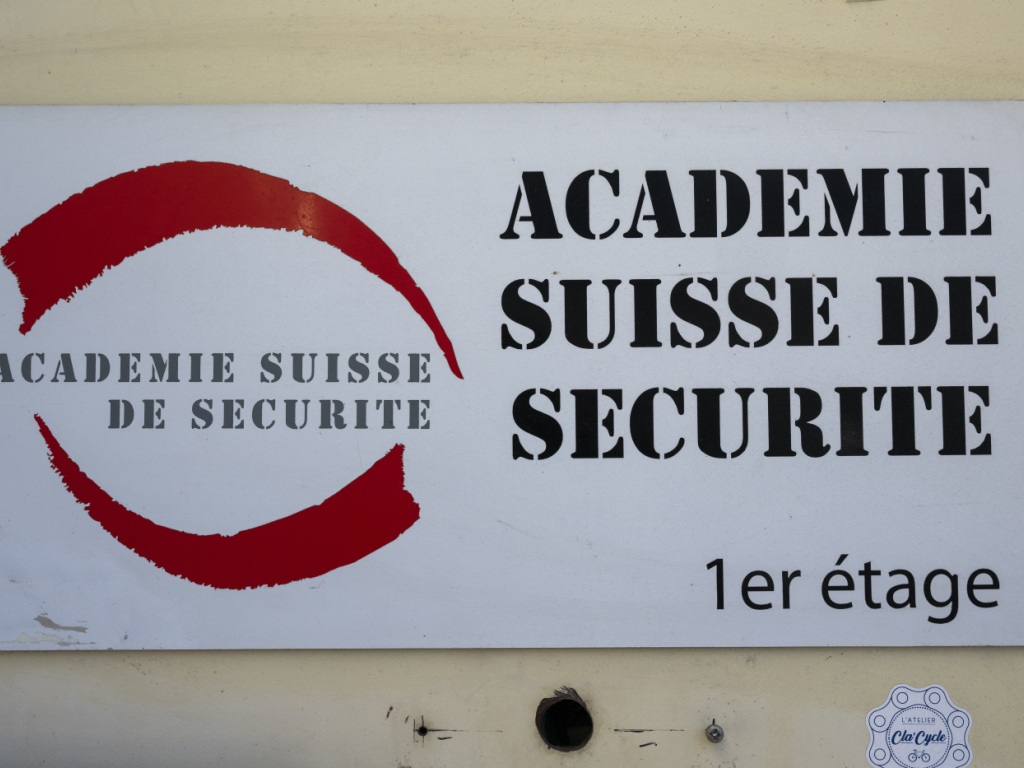 ACADEMIE SUISSE
DE SECURITE
ACADEMIE
SUISSE DE
SECURITE
1er étage
L'ATELIER
Cla'Cycle